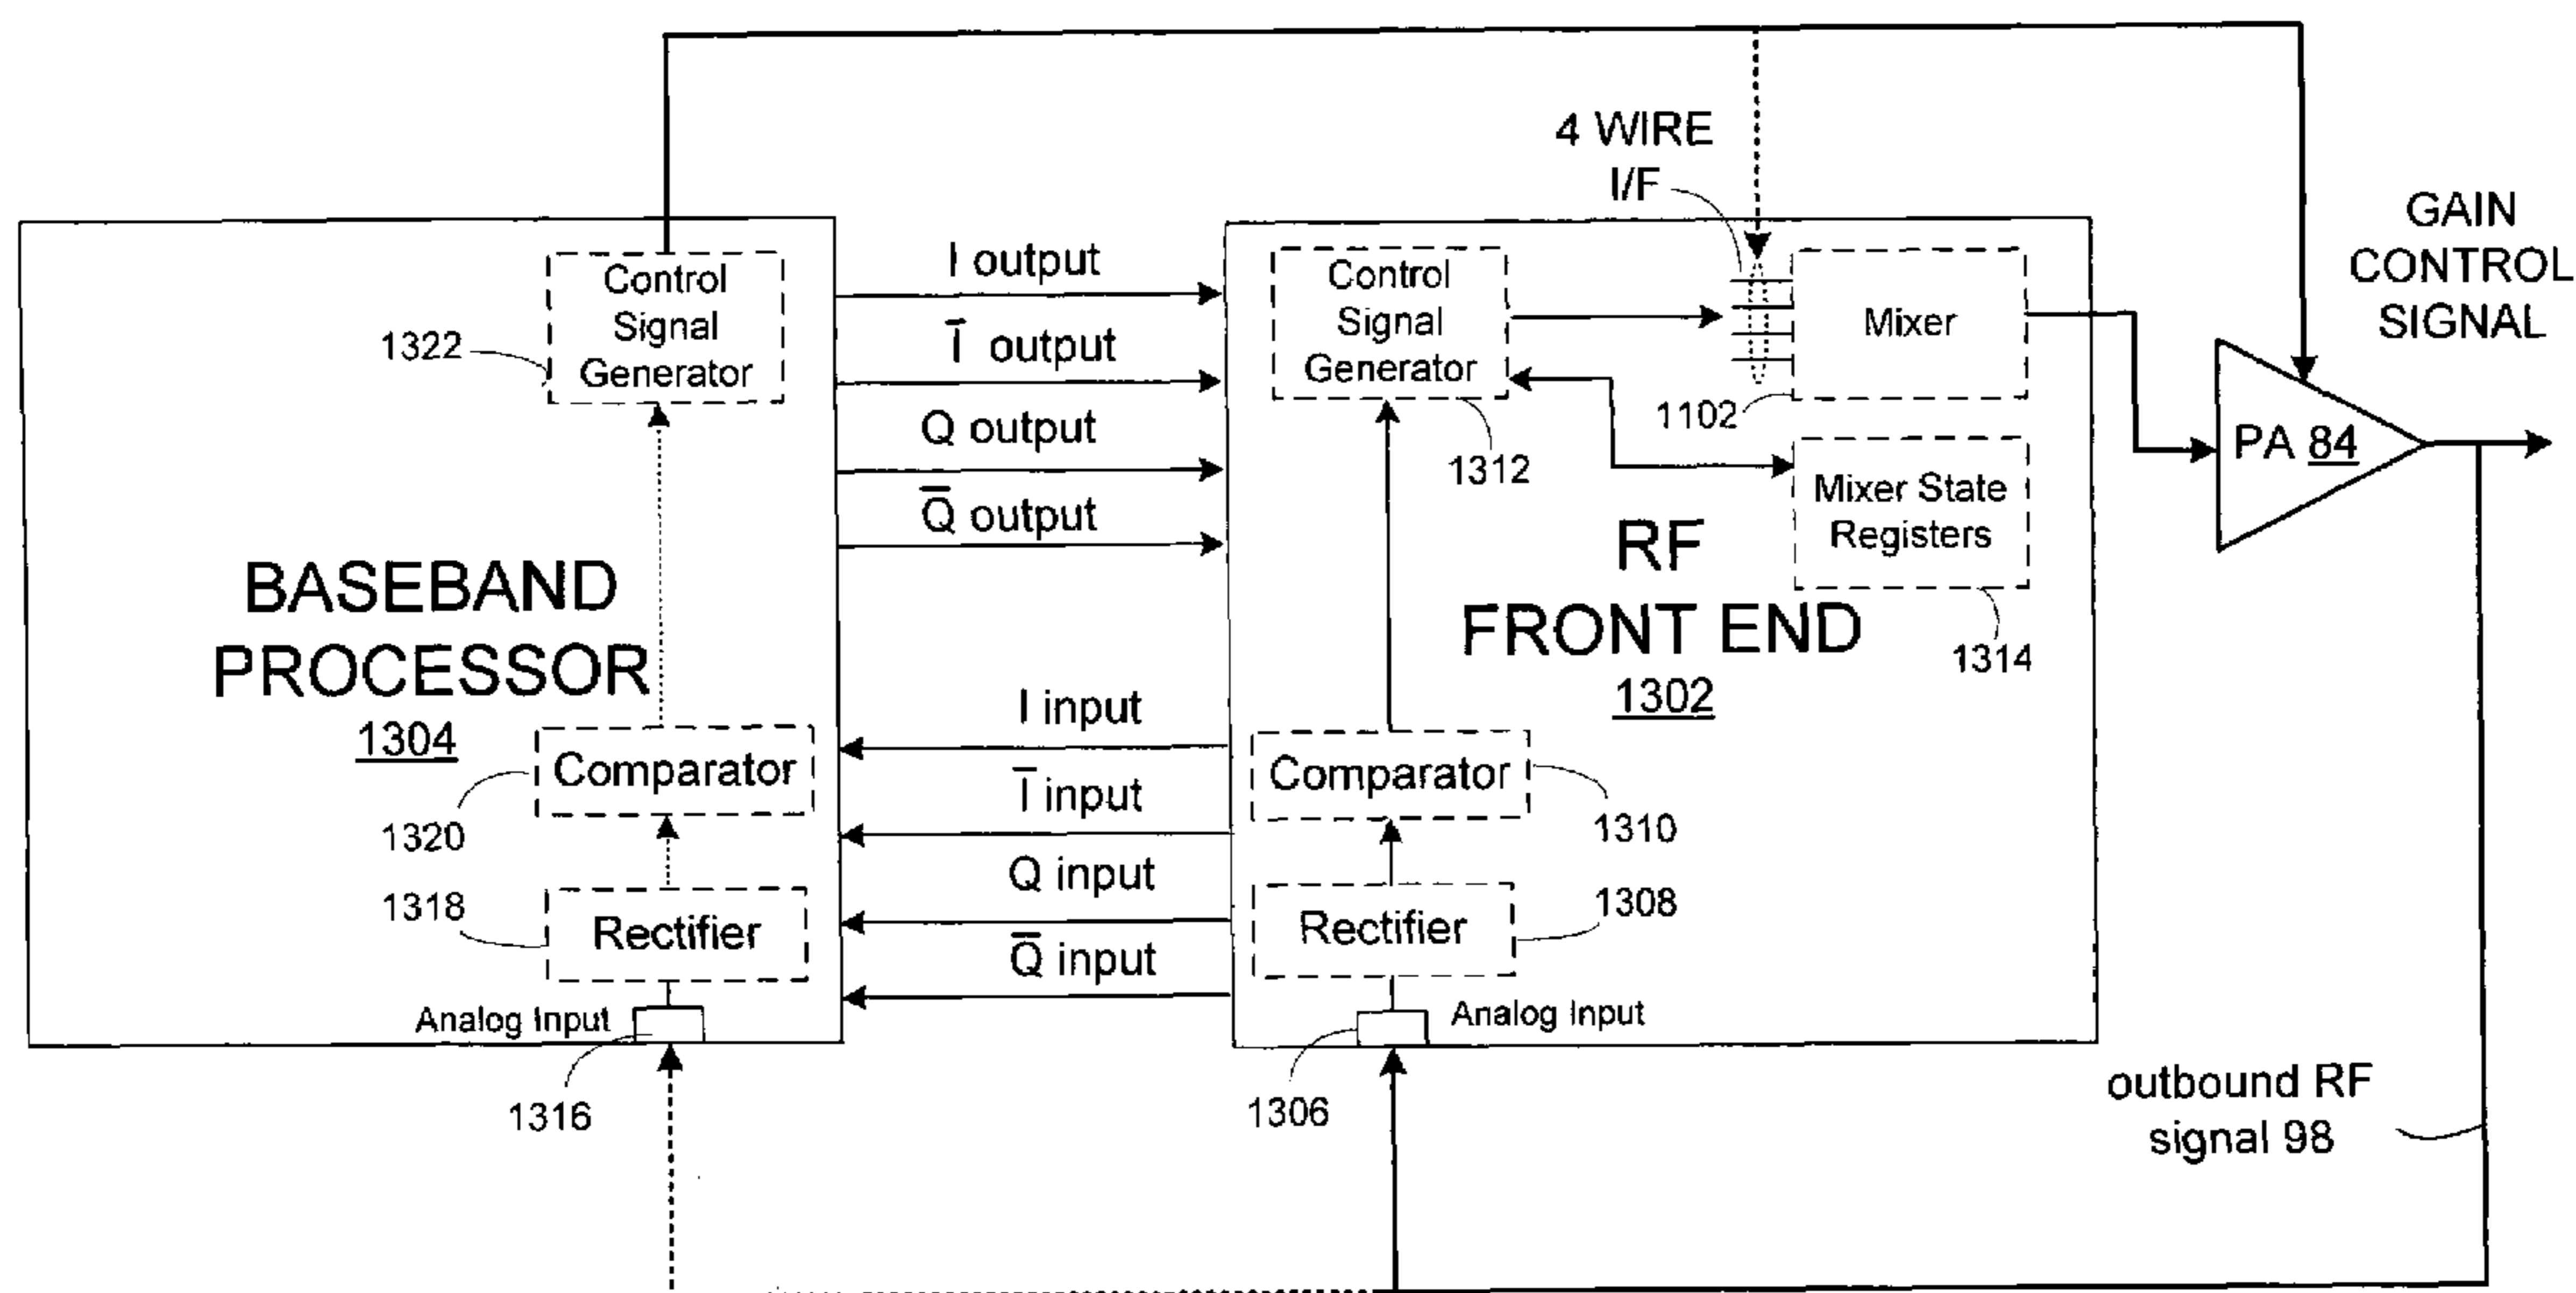 4 WIRE
I/F
GAIN
CONTROL
SIGNAL
Control
Signal
Generator
1322
I output
I̅ output
Q output
Q̅ output
Control
Signal
Generator
1312
Mixer
1102
Mixer State
Registers
1314
PA 84
BASEBAND
PROCESSOR
1304
RF
FRONT END
1302
I input
I̅ input
Q input
Q̅ input
Comparator
1320
Rectifier
1318
Analog Input
1316
Comparator
1310
Rectifier
1308
Analog Input
1306
outbound RF
signal 98